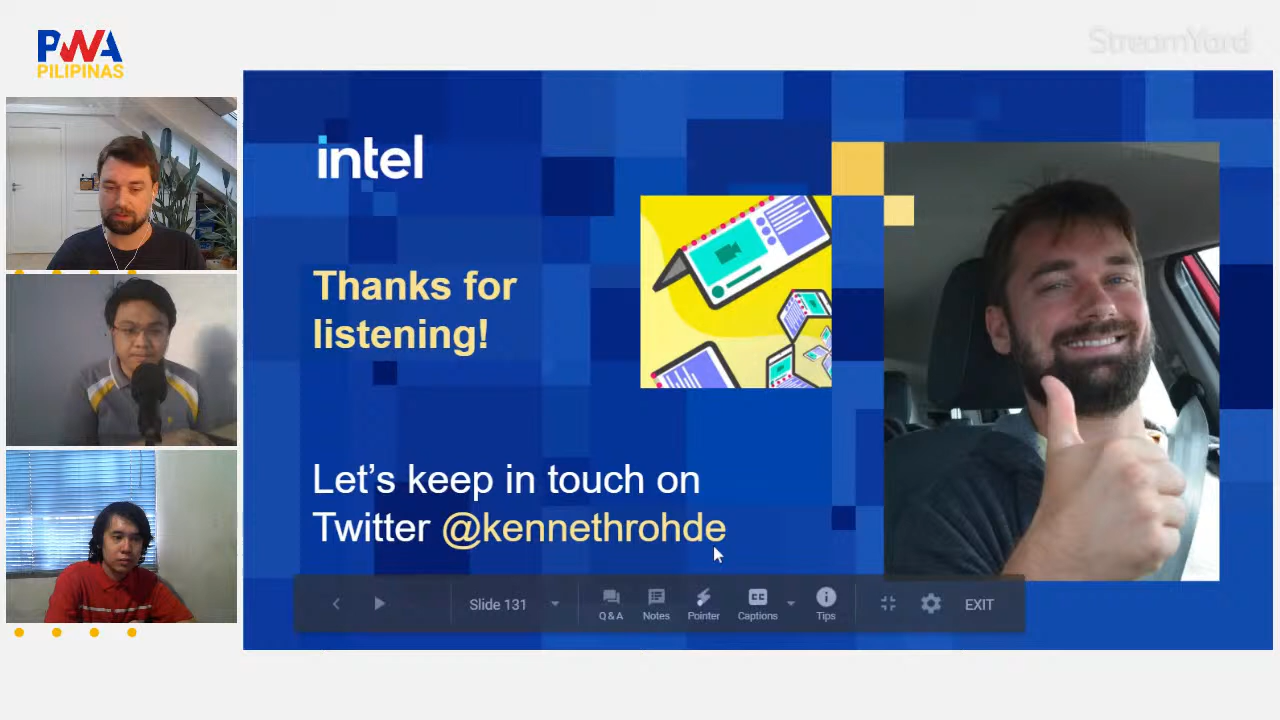 PWA
PILIPINAS
StreamYard
intel
Thanks for
listening!
Let's keep in touch on
Twitter @kennethrohde
Slide 131
Q & A
Notes
Pointer
CC
Captions
Tips
EXIT